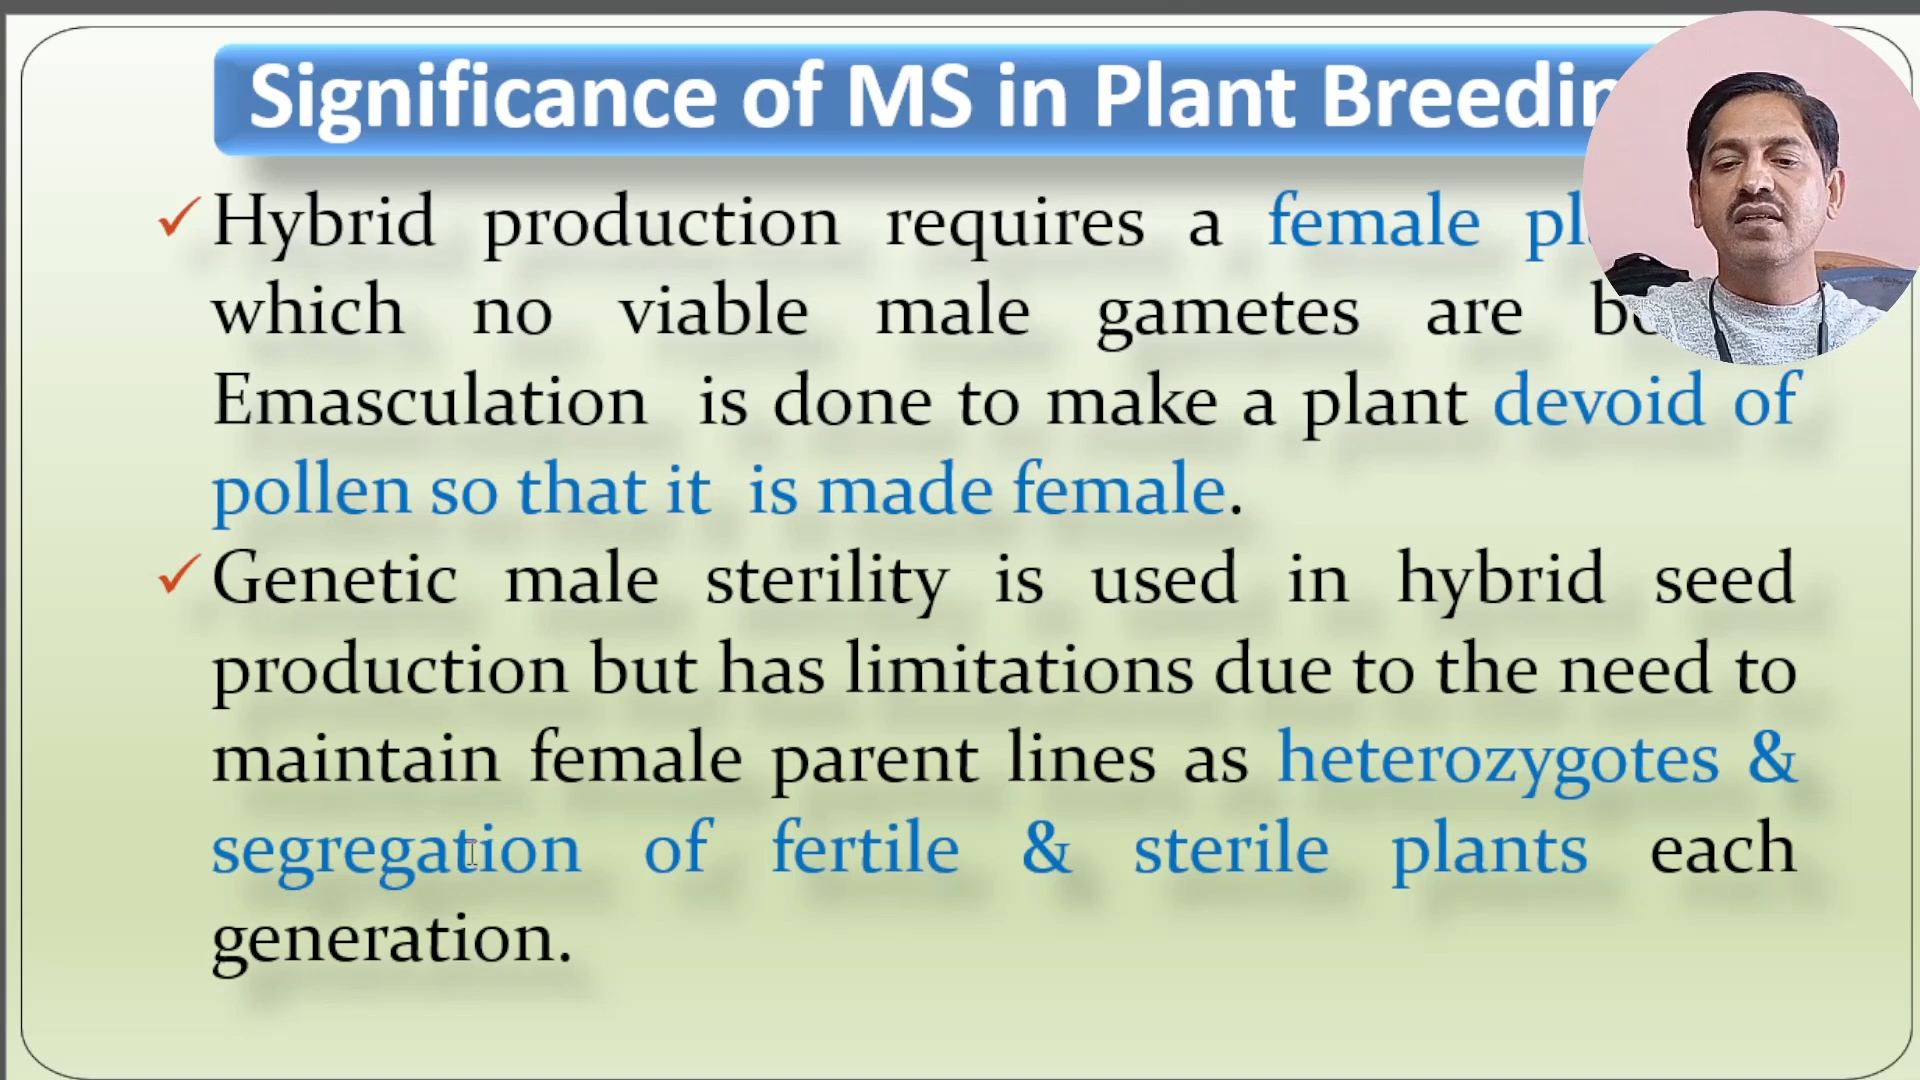 Significance of MS in Plant
✓Hybrid production requires a female
which no viable male gametes are
Emasculation is done to make a plant devoid of
pollen so that it is made female.
✓Genetic male sterility is used in hybrid seed
production but has limitations due to the need to
maintain female parent lines as heterozygotes &
segregation of fertile & sterile plants each
generation.